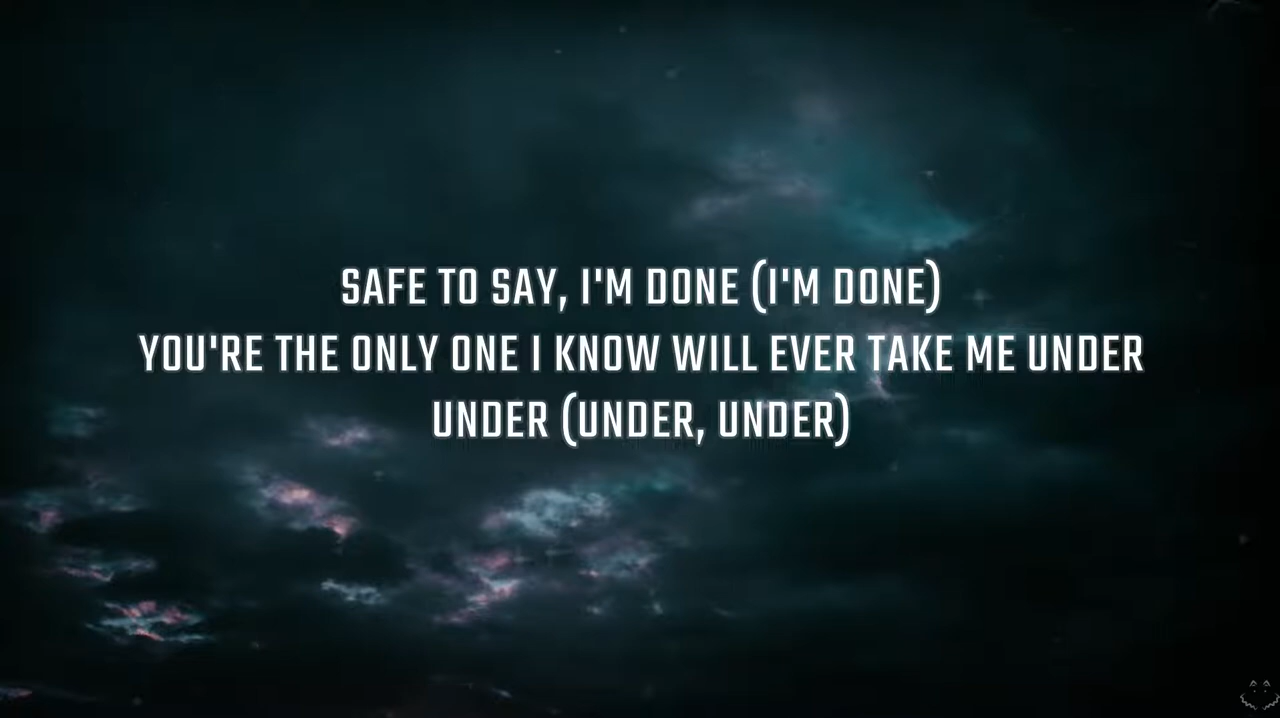 SAFE TO SAY, I'M DONE (I'M DONE)
YOU'RE THE ONLY ONE I KNOW WILL EVER TAKE ME UNDER
UNDER (UNDER, UNDER)